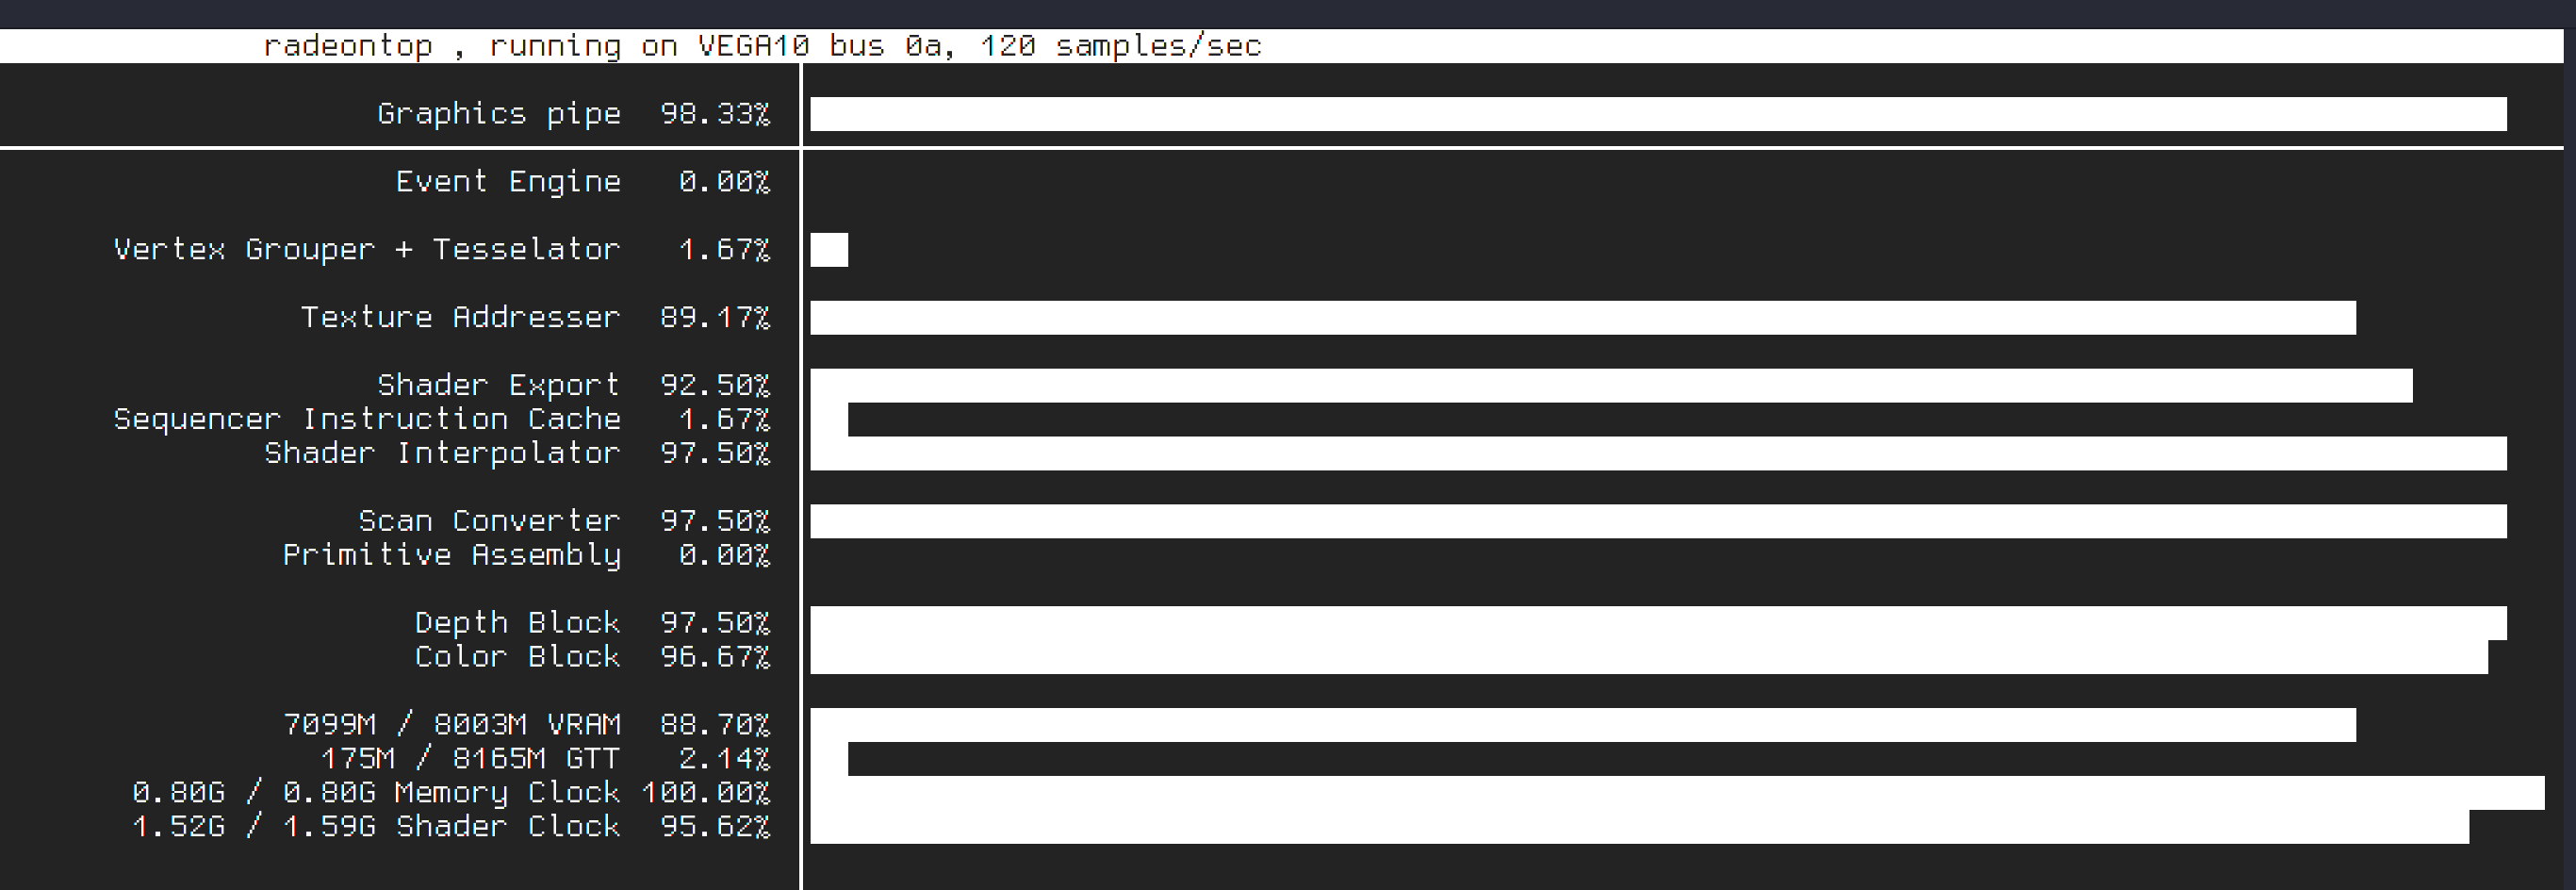 radeontop , running on VEGA10 bus 0a, 120 samples/sec
Graphics pipe 98.33%
Event Engine 0.00%
Vertex Grouper + Tesselator 1.67%
Texture Addresser 89.17%
Shader Export 92.50%
Sequencer Instruction Cache 1.67%
Shader Interpolator 97.50%
Scan Converter 97.50%
Primitive Assembly 0.00%
Depth Block 97.50%
Color Block 96.67%
7099M / 8003M VRAM 88.70%
175M / 8165M GTT 2.14%
0.80G / 0.80G Memory Clock 100.00%
1.52G / 1.59G Shader Clock 95.62%